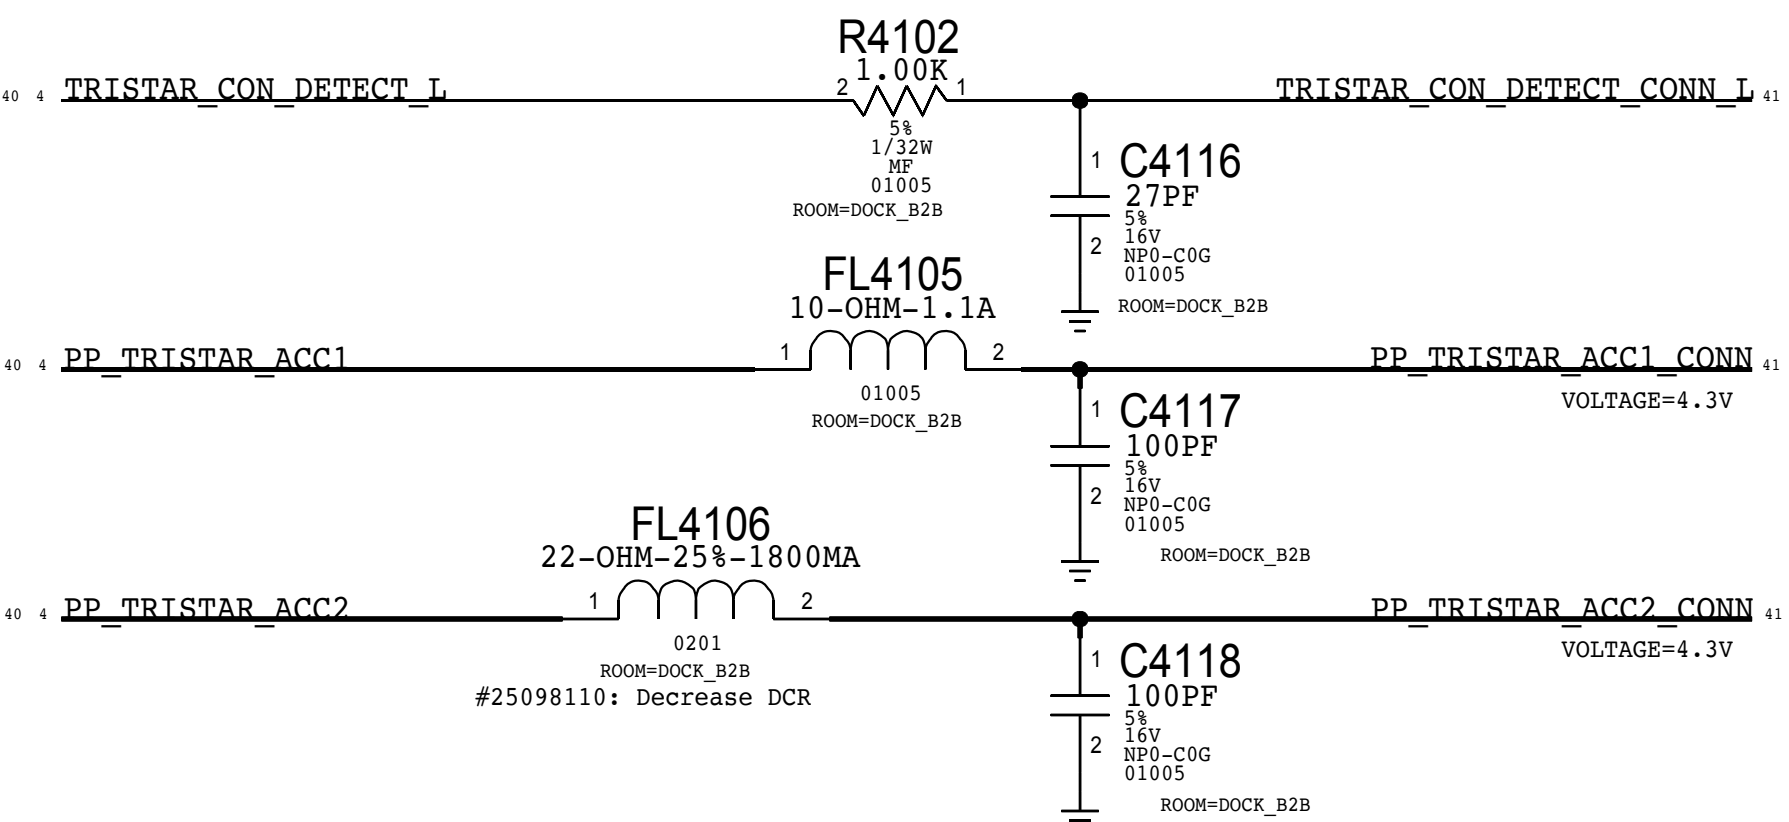 R4102
1.00K
40 4 TRISTAR_CON_DETECT_L 2 1 TRISTAR_CON_DETECT_CONN_L 41
5%
1/32W
MF
01005
ROOM=DOCK_B2B
1 C4116
27PF
5%
16V
2 NP0-C0G
01005
ROOM=DOCK_B2B
FL4105
10-OHM-1.1A
40 4 PP_TRISTAR_ACC1 1 2 PP_TRISTAR_ACC1_CONN 41
VOLTAGE=4.3V
01005
ROOM=DOCK_B2B
1 C4117
100PF
5%
16V
2 NP0-C0G
01005
ROOM=DOCK_B2B
FL4106
22-OHM-25%-1800MA
40 4 PP_TRISTAR_ACC2 1 2 PP_TRISTAR_ACC2_CONN 41
VOLTAGE=4.3V
0201
ROOM=DOCK_B2B
#25098110: Decrease DCR
1 C4118
100PF
5%
16V
2 NP0-C0G
01005
ROOM=DOCK_B2B